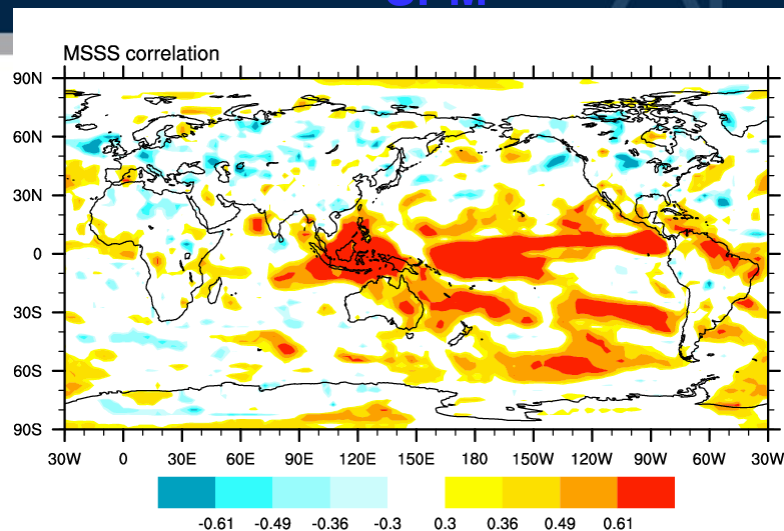 MSSS correlation
90N
60N
30N
0
30S
60S
90S
30W 0 30E 60E 90E 120E 150E 180 150W 120W 90W 60W 30W
-0.61 -0.49 -0.36 -0.3 0.3 0.36 0.49 0.61